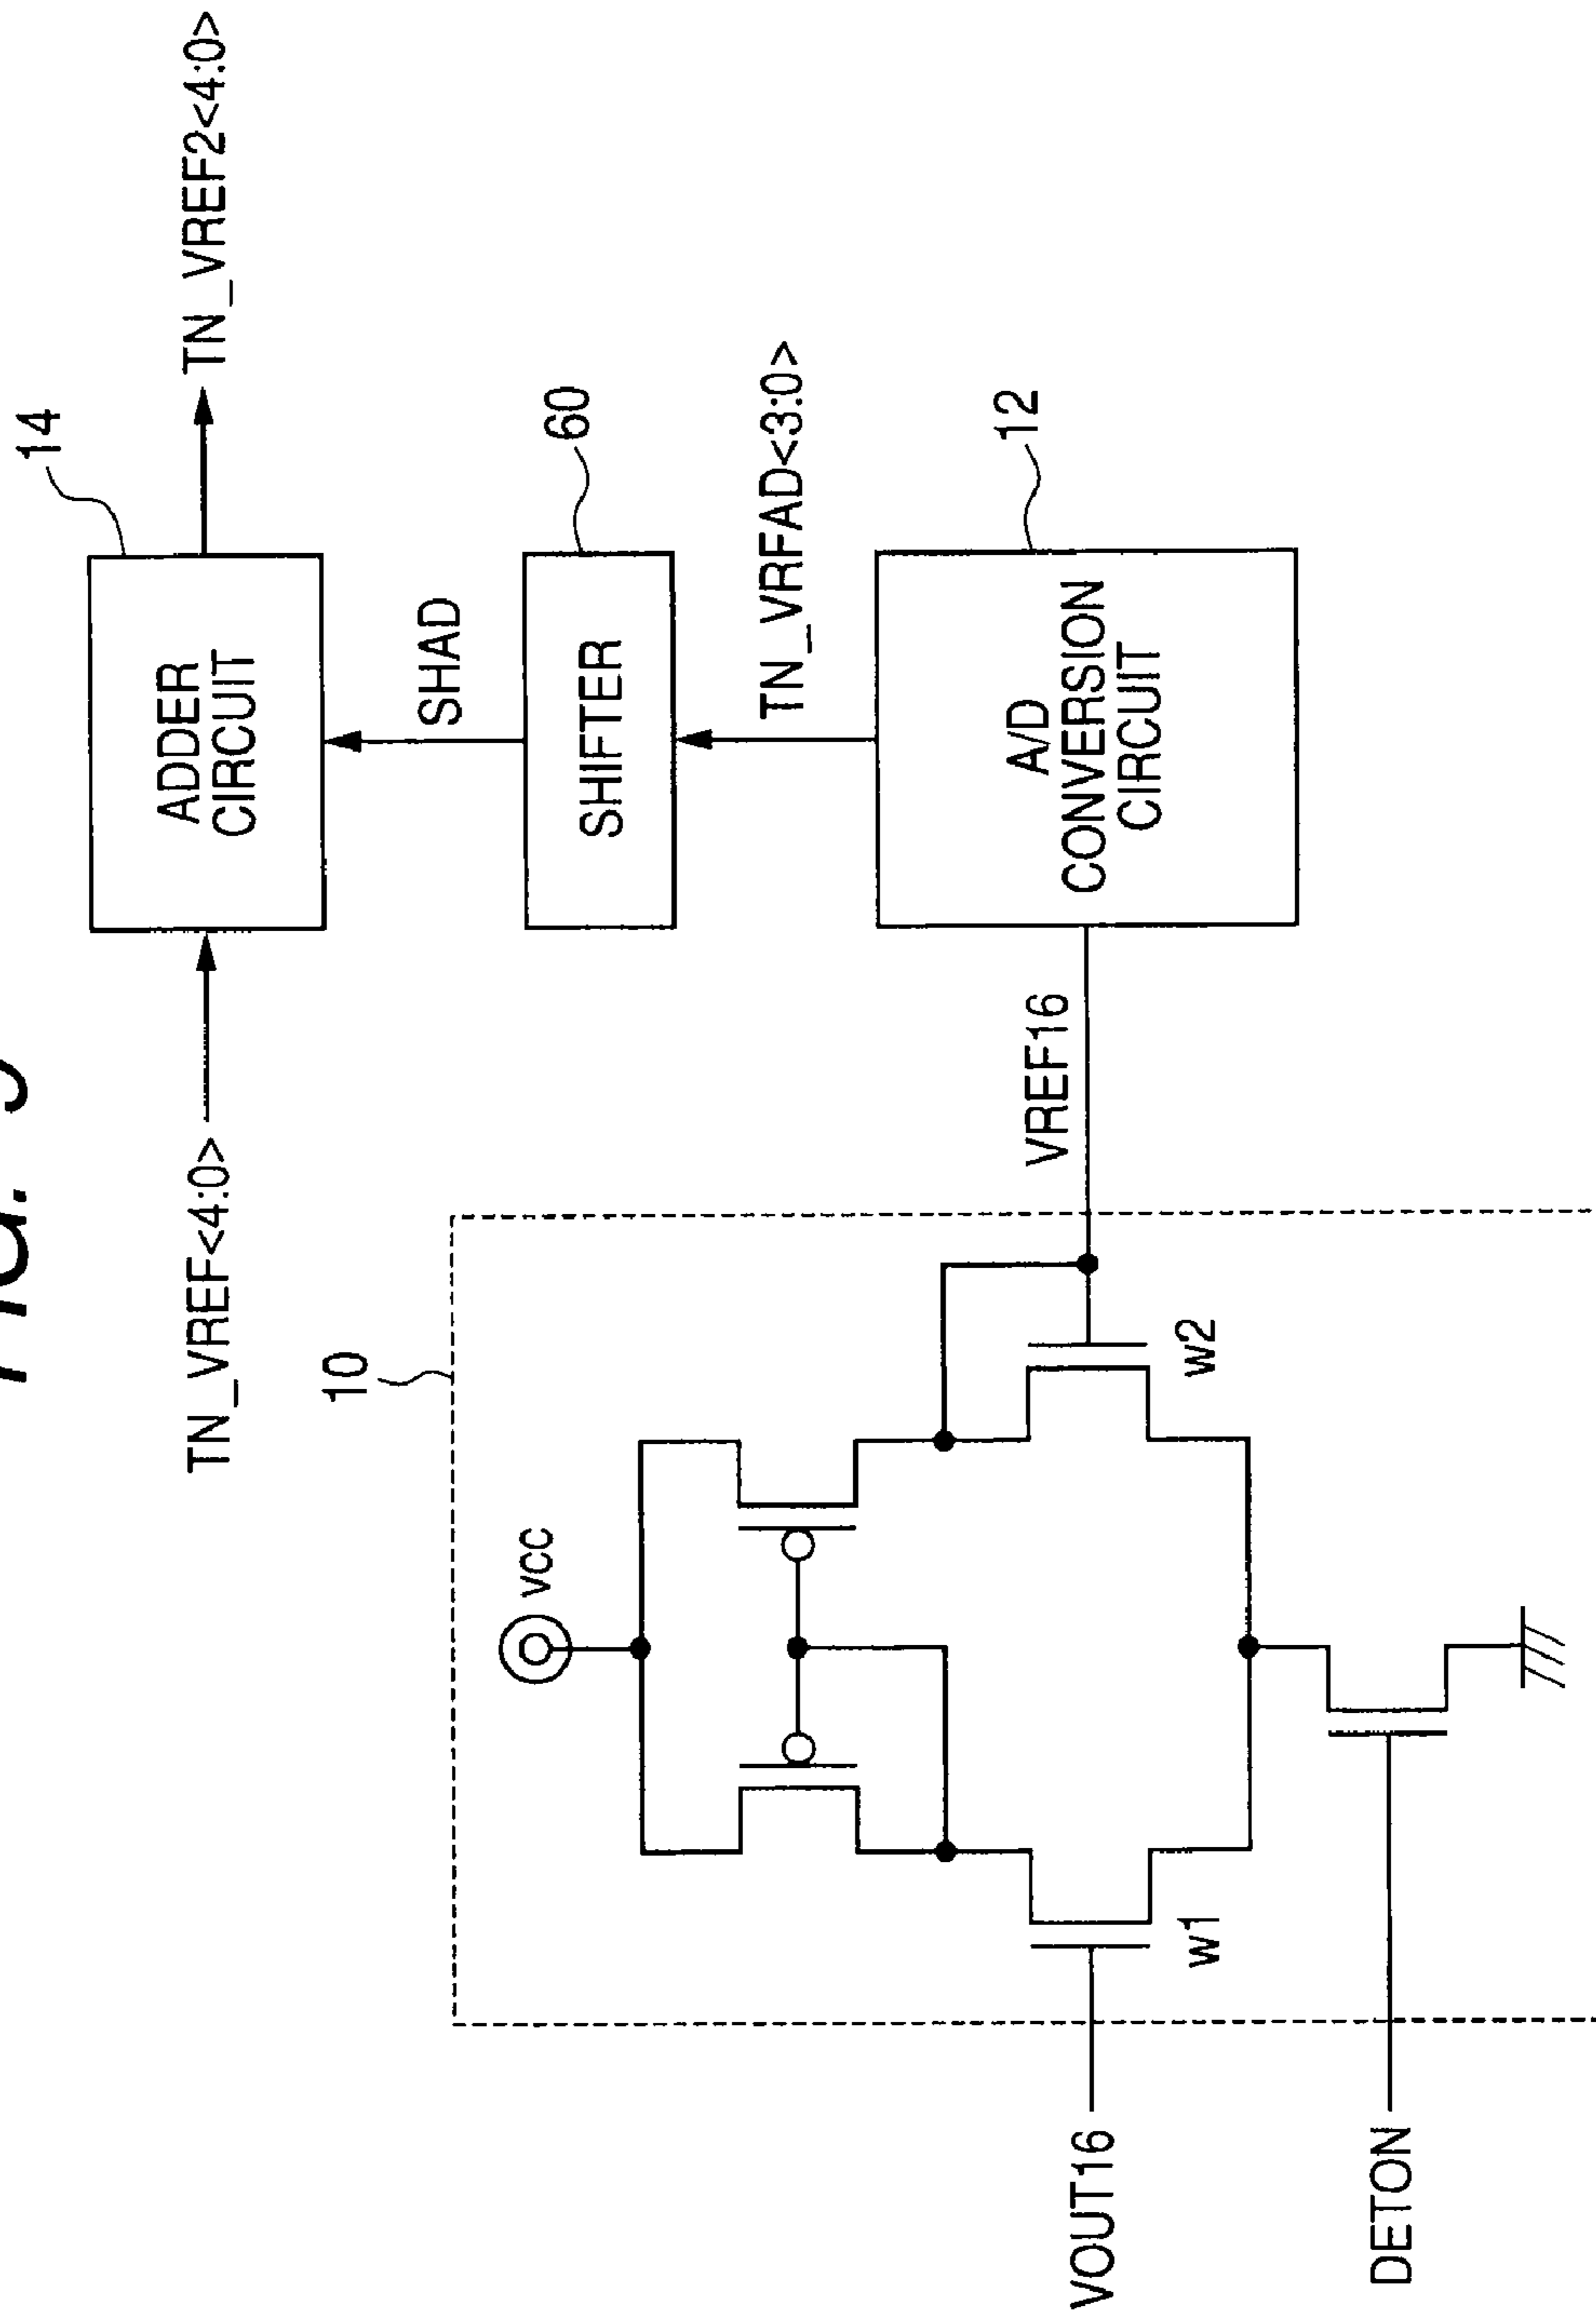 TN_VREF<4:0>
14
ADDER
CIRCUIT
TN_VREF2<4:0>
SHAD
60
SHIFTER
TN_VRFAD<3:0>
12
A/D
CONVERSION
CIRCUIT
VREF16
10
vcc
w1
w2
VOUT16
DETON